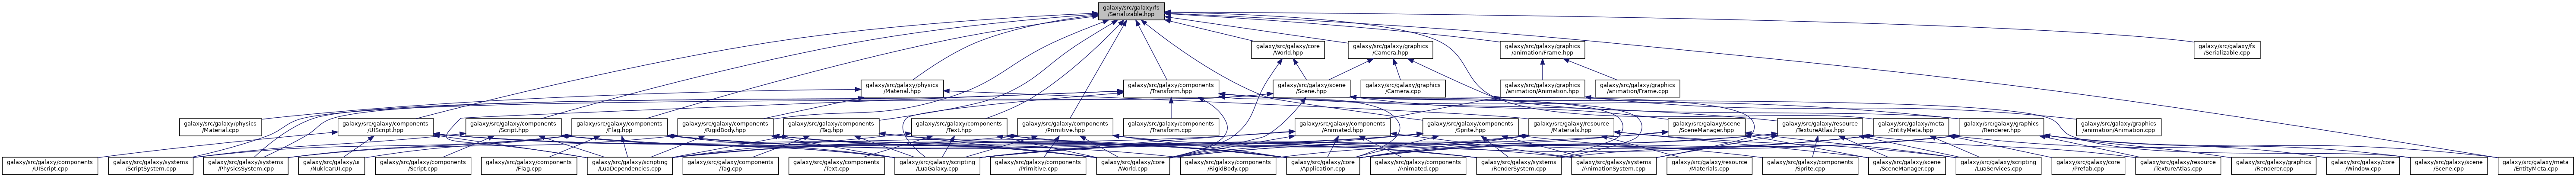 galaxy/src/galaxy/fs
/Serializable.hpp
galaxy/src/galaxy/core
/World.hpp
galaxy/src/galaxy/graphics
/Camera.hpp
galaxy/src/galaxy/graphics
/animation/Frame.hpp
galaxy/src/galaxy/fs
/Serializable.cpp
galaxy/src/galaxy/physics
/Material.hpp
galaxy/src/galaxy/components
/Transform.hpp
galaxy/src/galaxy/scene
/Scene.hpp
galaxy/src/galaxy/graphics
/Camera.cpp
galaxy/src/galaxy/graphics
/animation/Animation.hpp
galaxy/src/galaxy/graphics
/animation/Frame.cpp
galaxy/src/galaxy/physics
/Material.cpp
galaxy/src/galaxy/components
/UIScript.hpp
galaxy/src/galaxy/components
/Script.hpp
galaxy/src/galaxy/components
/Flag.hpp
galaxy/src/galaxy/components
/RigidBody.hpp
galaxy/src/galaxy/components
/Tag.hpp
galaxy/src/galaxy/components
/Text.hpp
galaxy/src/galaxy/components
/Primitive.hpp
galaxy/src/galaxy/components
/Transform.cpp
galaxy/src/galaxy/components
/Animated.hpp
galaxy/src/galaxy/components
/Sprite.hpp
galaxy/src/galaxy/resource
/Materials.hpp
galaxy/src/galaxy/scene
/SceneManager.hpp
galaxy/src/galaxy/resource
/TextureAtlas.hpp
galaxy/src/galaxy/meta
/EntityMeta.hpp
galaxy/src/galaxy/graphics
/Renderer.hpp
galaxy/src/galaxy/graphics
/animation/Animation.cpp
galaxy/src/galaxy/components
/UIScript.cpp
galaxy/src/galaxy/systems
/ScriptSystem.cpp
galaxy/src/galaxy/systems
/PhysicsSystem.cpp
galaxy/src/galaxy/ui
/NuklearUI.cpp
galaxy/src/galaxy/components
/Script.cpp
galaxy/src/galaxy/components
/Flag.cpp
galaxy/src/galaxy/scripting
/LuaDependencies.cpp
galaxy/src/galaxy/components
/Tag.cpp
galaxy/src/galaxy/components
/Text.cpp
galaxy/src/galaxy/scripting
/LuaGalaxy.cpp
galaxy/src/galaxy/components
/Primitive.cpp
galaxy/src/galaxy/core
/World.cpp
galaxy/src/galaxy/components
/RigidBody.cpp
galaxy/src/galaxy/core
/Application.cpp
galaxy/src/galaxy/components
/Animated.cpp
galaxy/src/galaxy/systems
/RenderSystem.cpp
galaxy/src/galaxy/systems
/AnimationSystem.cpp
galaxy/src/galaxy/resource
/Materials.cpp
galaxy/src/galaxy/components
/Sprite.cpp
galaxy/src/galaxy/scene
/SceneManager.cpp
galaxy/src/galaxy/scripting
/LuaServices.cpp
galaxy/src/galaxy/core
/Prefab.cpp
galaxy/src/galaxy/resource
/TextureAtlas.cpp
galaxy/src/galaxy/graphics
/Renderer.cpp
galaxy/src/galaxy/core
/Window.cpp
galaxy/src/galaxy/scene
/Scene.cpp
galaxy/src/galaxy/meta
/EntityMeta.cpp